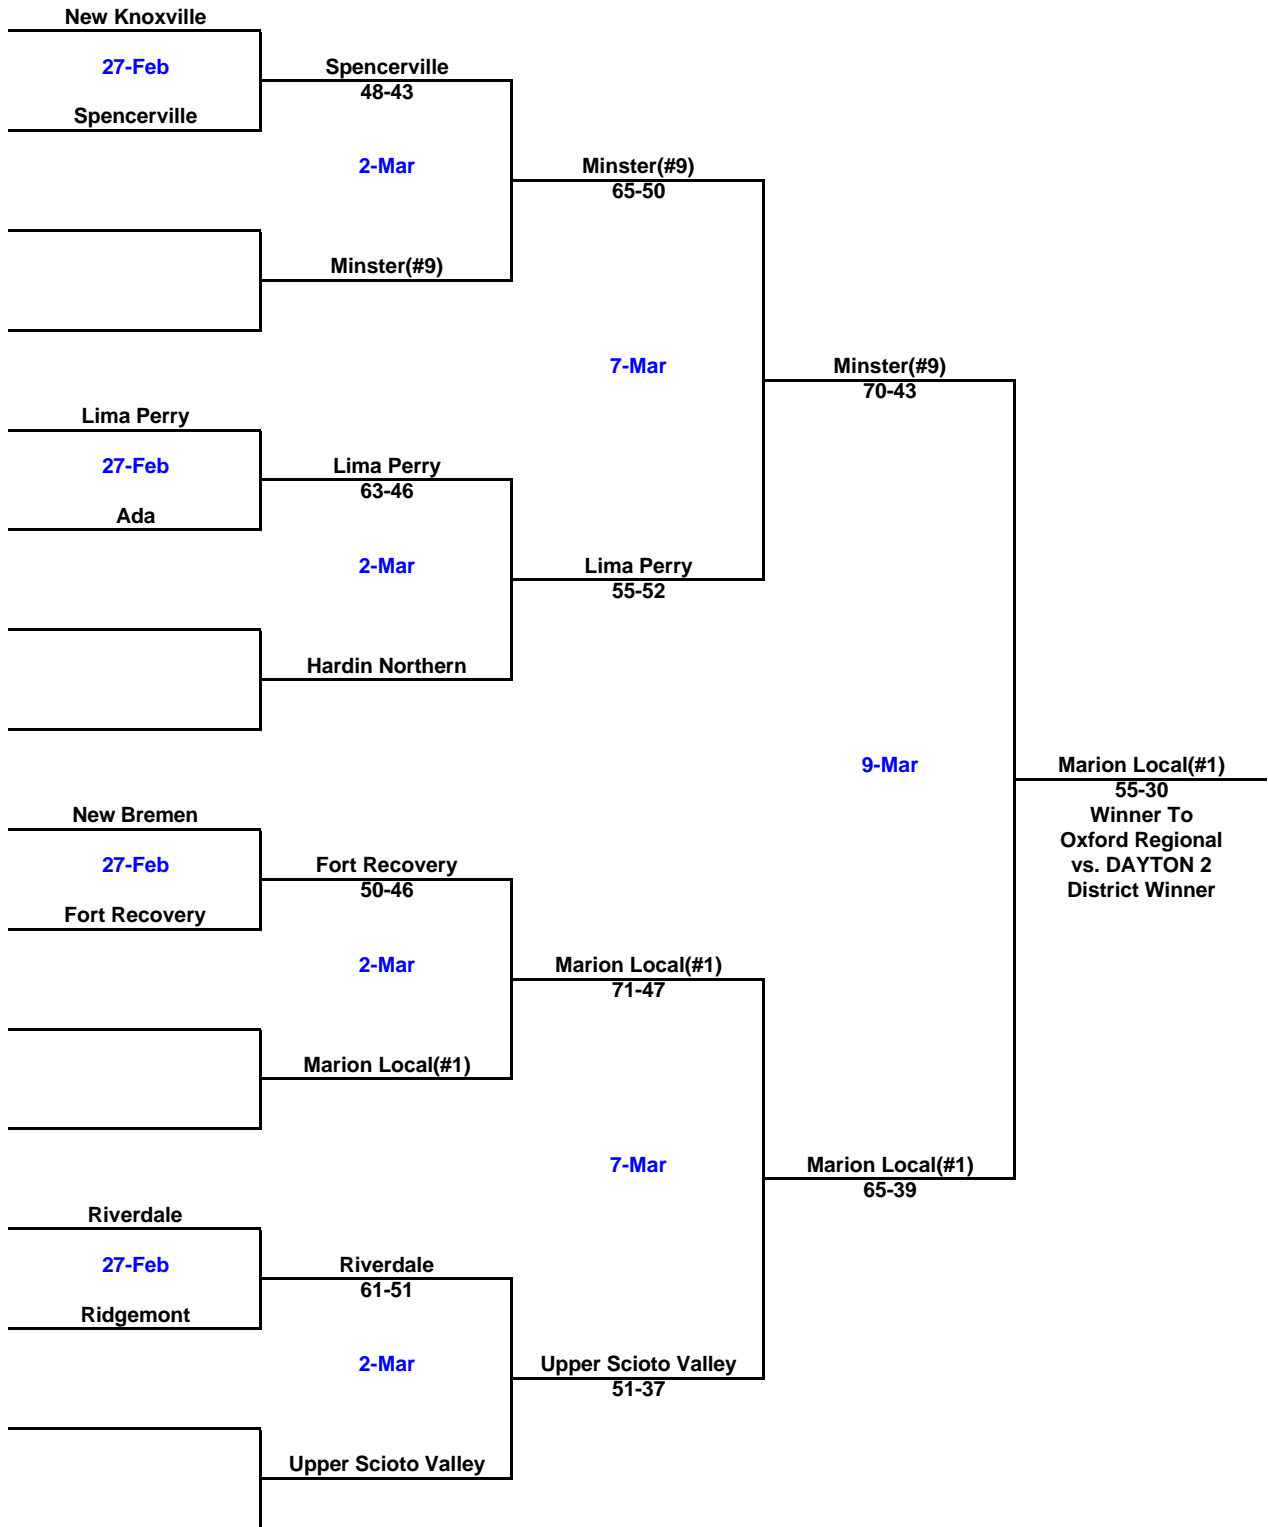 New Knoxville
27-Feb
Spencerville
Spencerville
48-43
2-Mar
Minster(#9)
65-50
Minster(#9)
7-Mar
Minster(#9)
70-43
Lima Perry
27-Feb
Lima Perry
63-46
Ada
2-Mar
Lima Perry
55-52
Hardin Northern
9-Mar
Marion Local(#1)
55-30
Winner To
Oxford Regional
vs. DAYTON 2
District Winner
New Bremen
27-Feb
Fort Recovery
50-46
Fort Recovery
2-Mar
Marion Local(#1)
71-47
Marion Local(#1)
7-Mar
Marion Local(#1)
65-39
Riverdale
27-Feb
Riverdale
61-51
Ridgemont
2-Mar
Upper Scioto Valley
51-37
Upper Scioto Valley